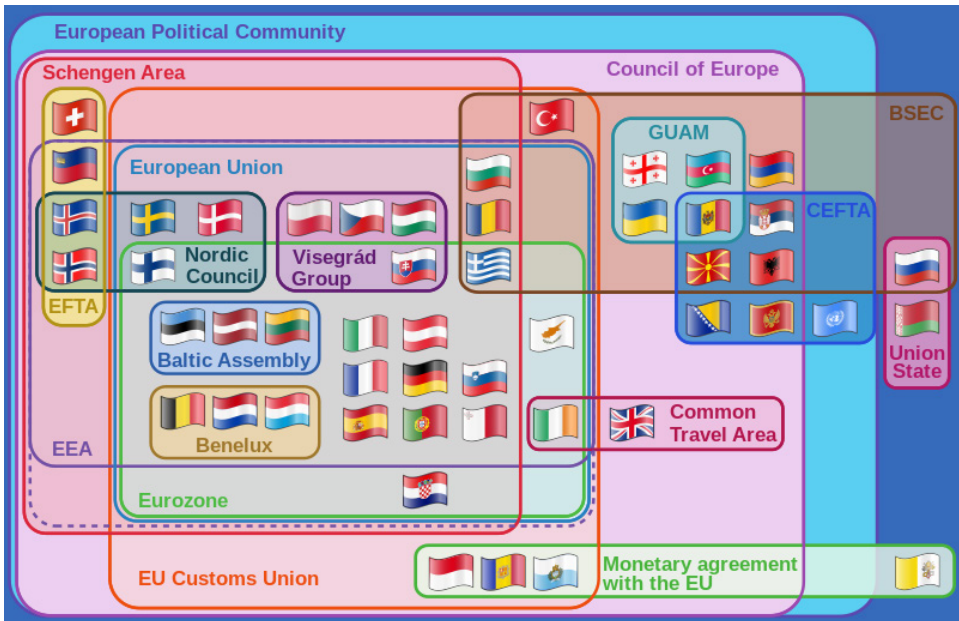 European Political Community
Schengen Area
Council of Europe
BSEC
GUAM
European Union
CEFTA
Nordic
Council
Visegrád
Group
EFTA
Baltic Assembly
Union
State
Common
Travel Area
Benelux
EEA
Eurozone
EU Customs Union
Monetary agreement
with the EU